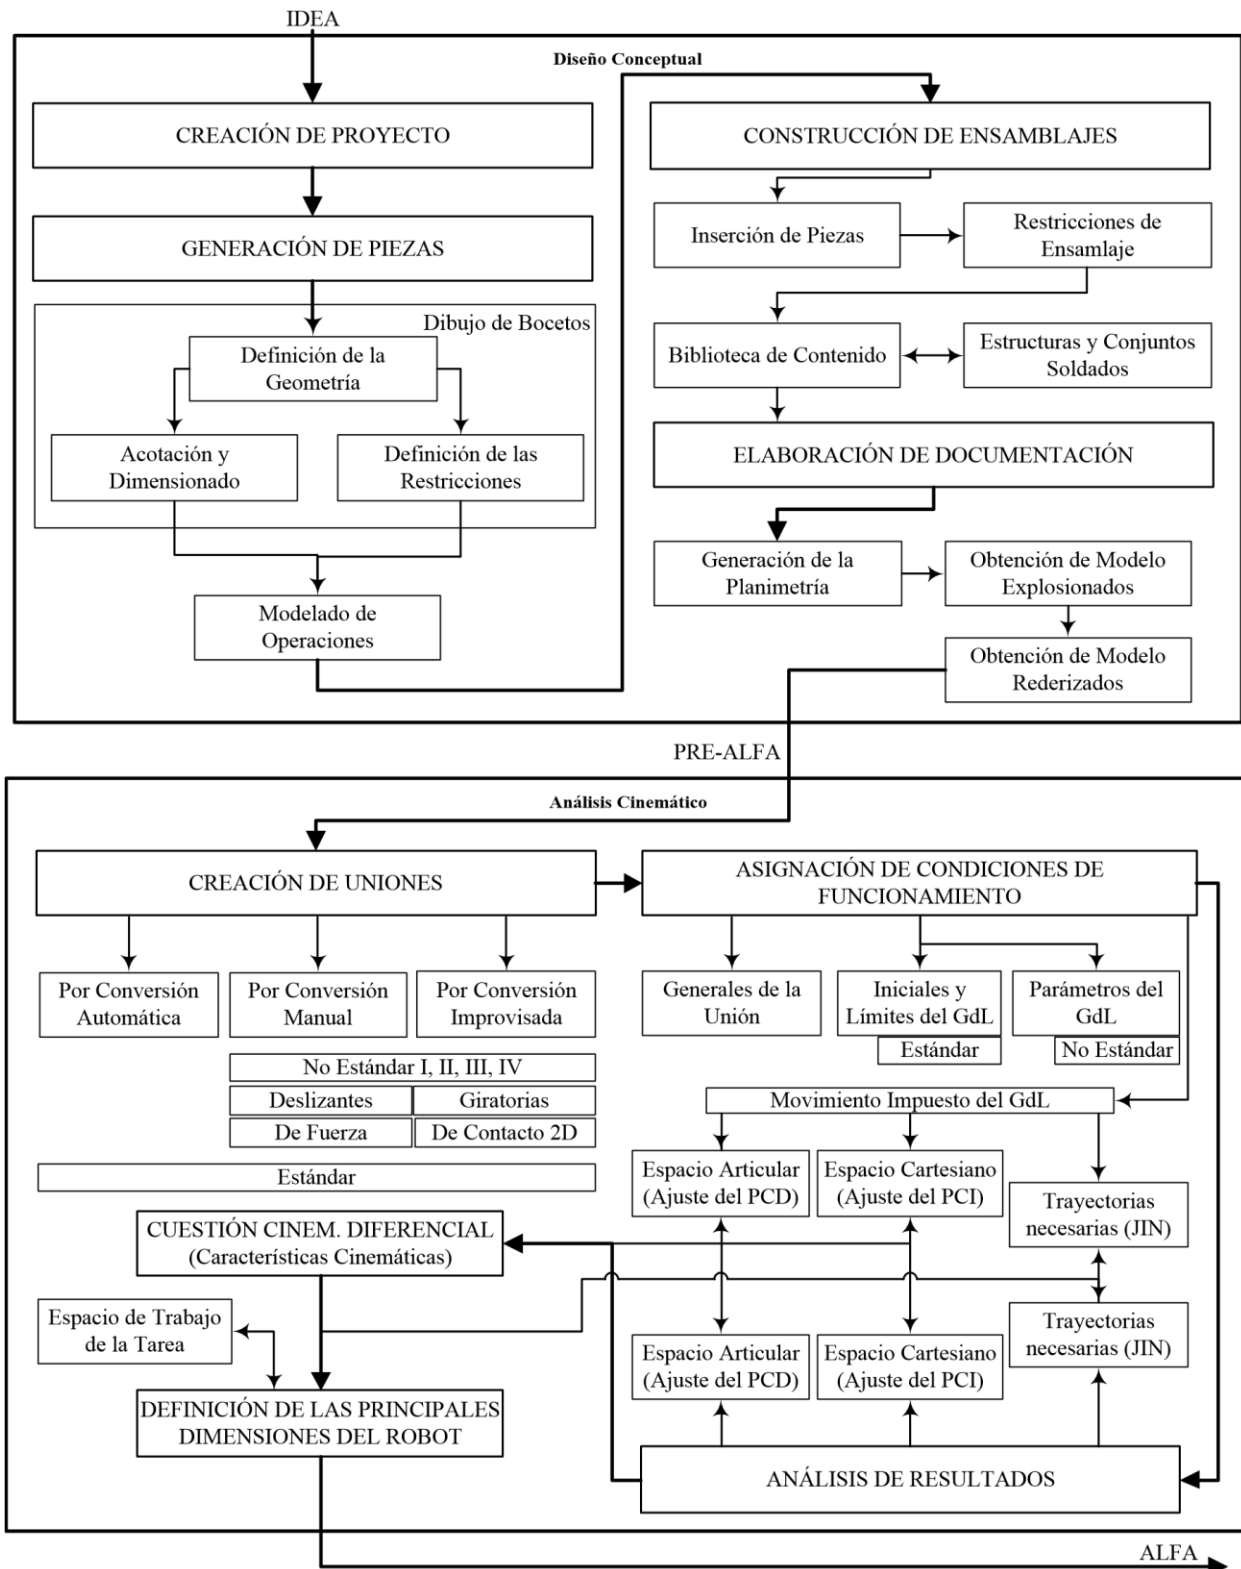 IDEA
Diseño Conceptual
CREACIÓN DE PROYECTO
GENERACIÓN DE PIEZAS
Dibujo de Bocetos
Definición de la
Geometría
Acotación y
Dimensionado
Definición de las
Restricciones
Modelado de
Operaciones
CONSTRUCCIÓN DE ENSAMBLAJES
Inserción de Piezas
Restricciones de
Ensamlaje
Biblioteca de Contenido
Estructuras y Conjuntos
Soldados
ELABORACIÓN DE DOCUMENTACIÓN
Generación de la
Planimetría
Obtención de Modelo
Explosionados
Obtención de Modelo
Rederizados
PRE-ALFA
Análisis Cinemático
CREACIÓN DE UNIONES
Por Conversión
Automática
Por Conversión
Manual
Por Conversión
Improvisada
No Estándar I, II, III, IV
Deslizantes
Giratorias
De Fuerza
De Contacto 2D
Estándar
ASIGNACIÓN DE CONDICIONES DE
FUNCIONAMIENTO
Generales de la
Unión
Iniciales y
Límites del GdL
Estándar
Parámetros del
GdL
No Estándar
Movimiento Impuesto del GdL
Espacio Articular
(Ajuste del PCD)
Espacio Cartesiano
(Ajuste del PCI)
Trayectorias
necesarias (JIN)
CUESTIÓN CINEM. DIFERENCIAL
(Características Cinemáticas)
Espacio de Trabajo
de la Tarea
Espacio Articular
(Ajuste del PCD)
Espacio Cartesiano
(Ajuste del PCI)
Trayectorias
necesarias (JIN)
DEFINICIÓN DE LAS PRINCIPALES
DIMENSIONES DEL ROBOT
ANÁLISIS DE RESULTADOS
ALFA